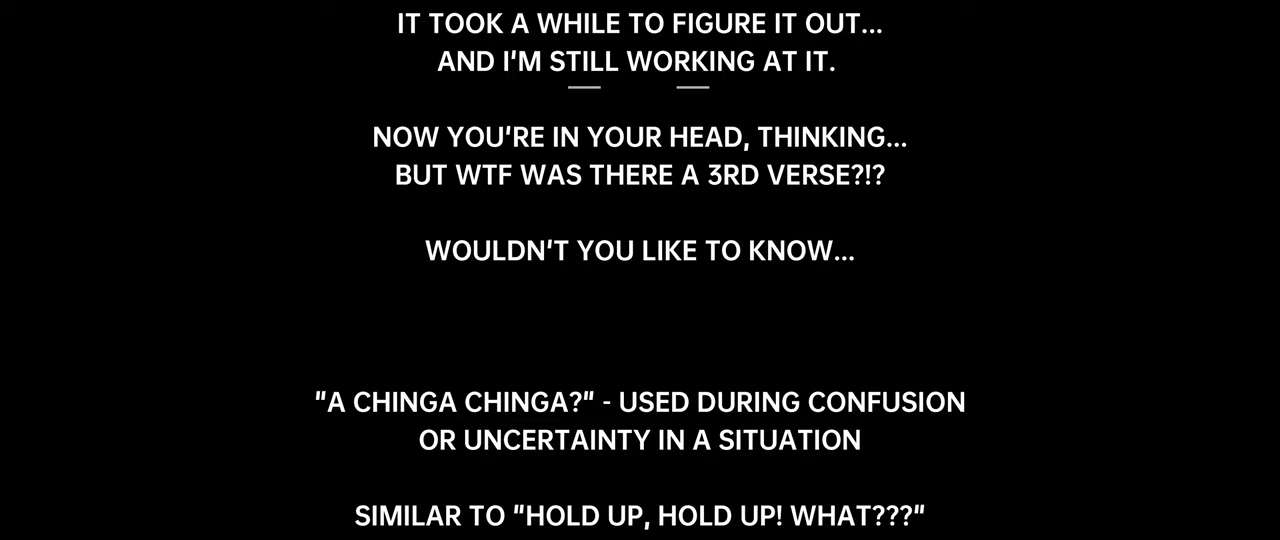 IT TOOK A WHILE TO FIGURE IT OUT...
AND I'M STILL WORKING AT IT.
NOW YOU'RE IN YOUR HEAD, THINKING...
BUT WTF WAS THERE A 3RD VERSE?!?
WOULDN'T YOU LIKE TO KNOW...
"A CHINGA CHINGA?" - USED DURING CONFUSION
OR UNCERTAINTY IN A SITUATION
SIMILAR TO "HOLD UP, HOLD UP! WHAT???"